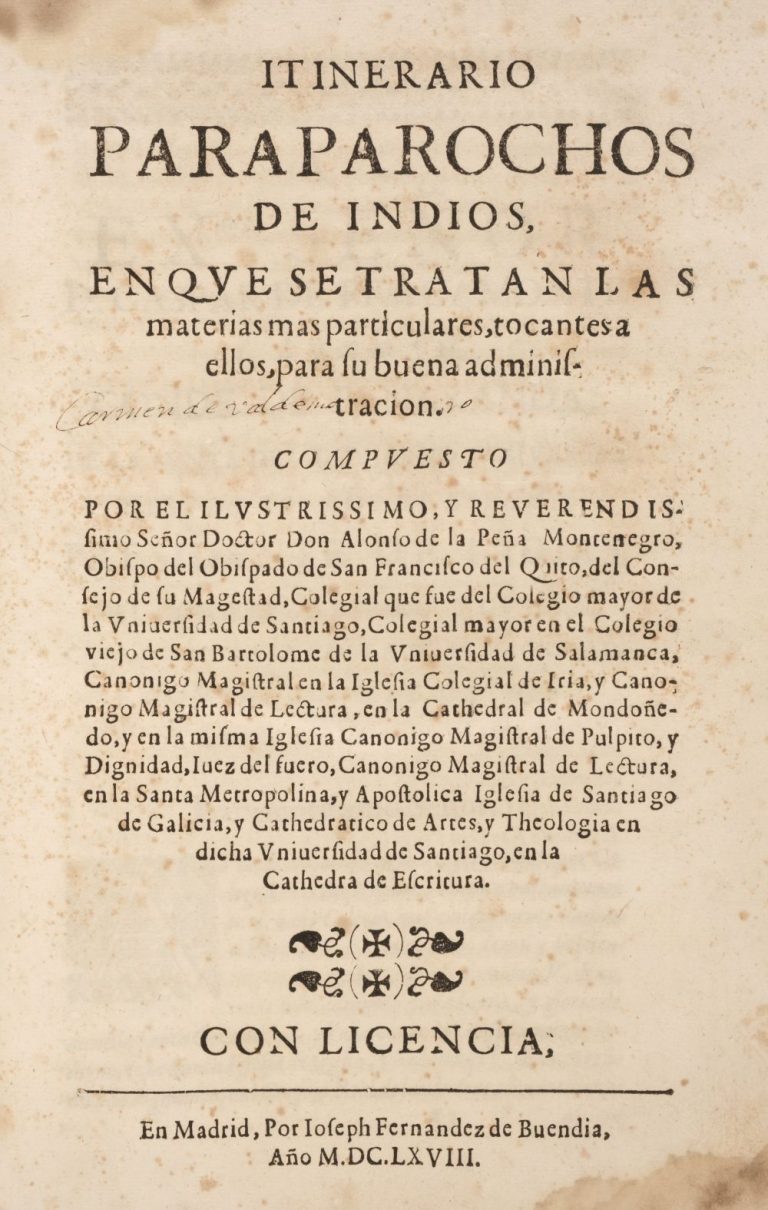 ITINERARIO
PARAPAROCHOS
DE INDIOS,
ENQVE SE TRATAN LAS
materias mas particulares, tocantes a
ellos, para ſu buena adminiſ-
Carmen de valdemoro
tracion.
COMPVESTO
POR EL ILVSTRISSIMO, Y REVERENDIS-
ſimo Señor Doctor Don Alonſo de la Peña Montenegro,
Obiſpo del Obiſpado de San Franciſco del Quito, del Con-
ſejo de ſu Mageſtad, Colegial que fue del Colegio mayor de
la Vniuerſidad de Santiago, Colegial mayor en el Colegio
viejo de San Bartolome de la Vniuerſidad de Salamanca,
Canonigo Magiſtral en la Igleſia Colegial de Iria, y Cano-
nigo Magiſtral de Lectura, en la Cathedral de Mondoñe-
do, y en la miſma Igleſia Canonigo Magiſtral de Pulpito, y
Dignidad, Iuez del fuero, Canonigo Magiſtral de Lectura,
en la Santa Metropolina, y Apoſtolica Igleſia de Santiago
de Galicia, y Cathedratico de Artes, y Theologia en
dicha Vniuerſidad de Santiago, en la
Cathedra de Eſcritura.
CON LICENCIA,
En Madrid, Por Ioſeph Fernandez de Buendia,
Año M.DC.LXVIII.